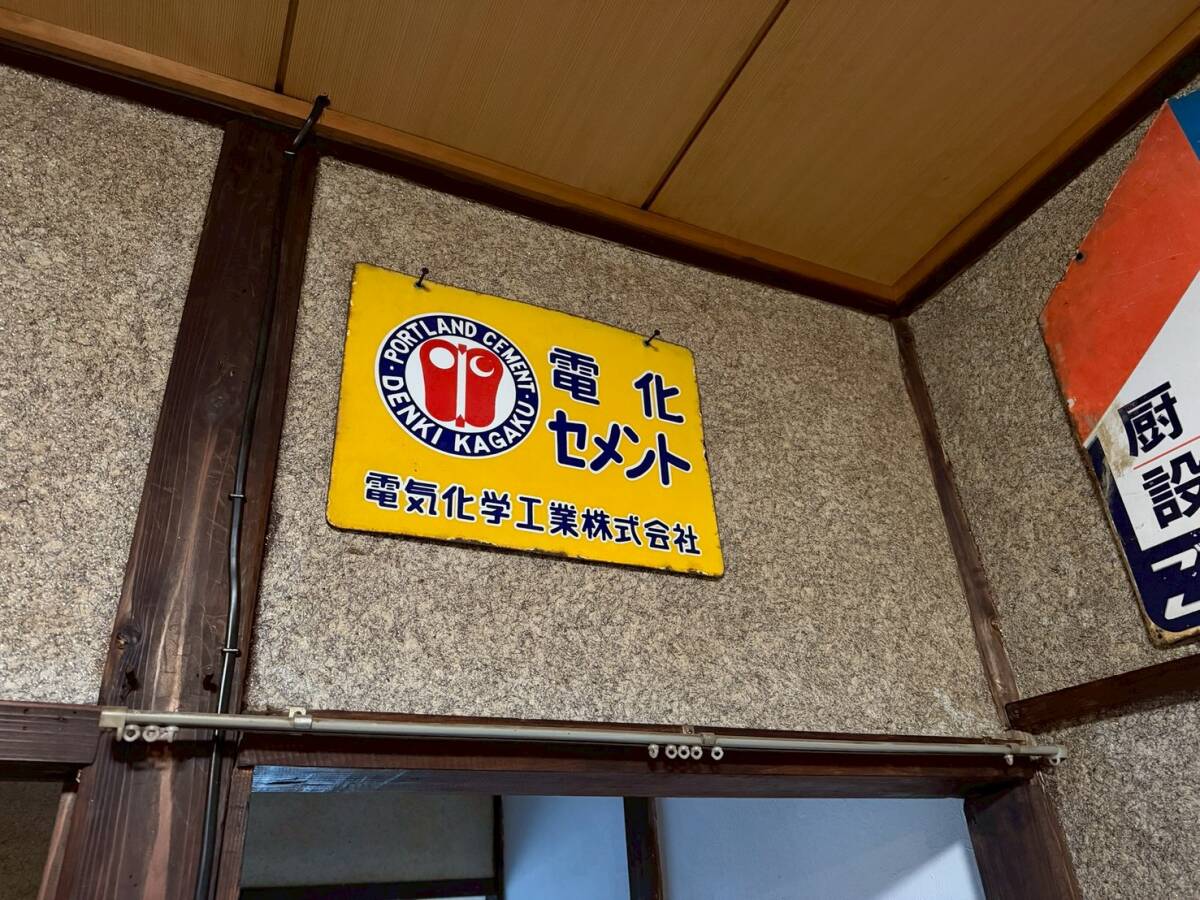 PORTLAND CEMENT
DENKI KAGAKU
電化
セメント
電気化学工業株式会社
厨
設